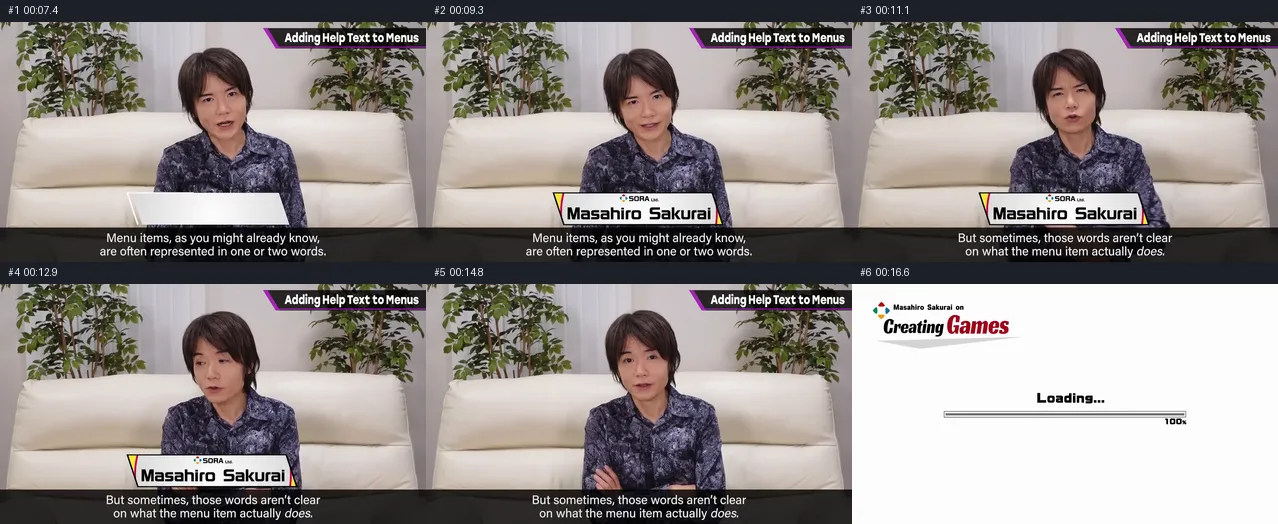 #1 00:07.4
Adding Help Text to Menus
Menu items, as you might already know,
are often represented in one or two words.
#2 00:09.3
Adding Help Text to Menus
SORA Ltd.
Masahiro Sakurai
Menu items, as you might already know,
are often represented in one or two words.
#3 00:11.1
Adding Help Text to Menus
SORA Ltd.
Masahiro Sakurai
But sometimes, those words aren't clear
on what the menu item actually does.
#4 00:12.9
Adding Help Text to Menus
SORA Ltd.
Masahiro Sakurai
But sometimes, those words aren't clear
on what the menu item actually does.
#5 00:14.8
Adding Help Text to Menus
But sometimes, those words aren't clear
on what the menu item actually does.
#6 00:16.6
Masahiro Sakurai on
Creating Games
Loading...
100%